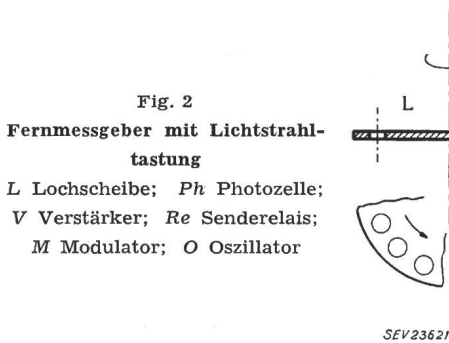 Fig. 2
Fernmessgeber mit Lichtstrahl-
tastung
L Lochscheibe; Ph Photozelle;
V Verstärker; Re Senderelais;
M Modulator; O Oszillator
L
SEV23621